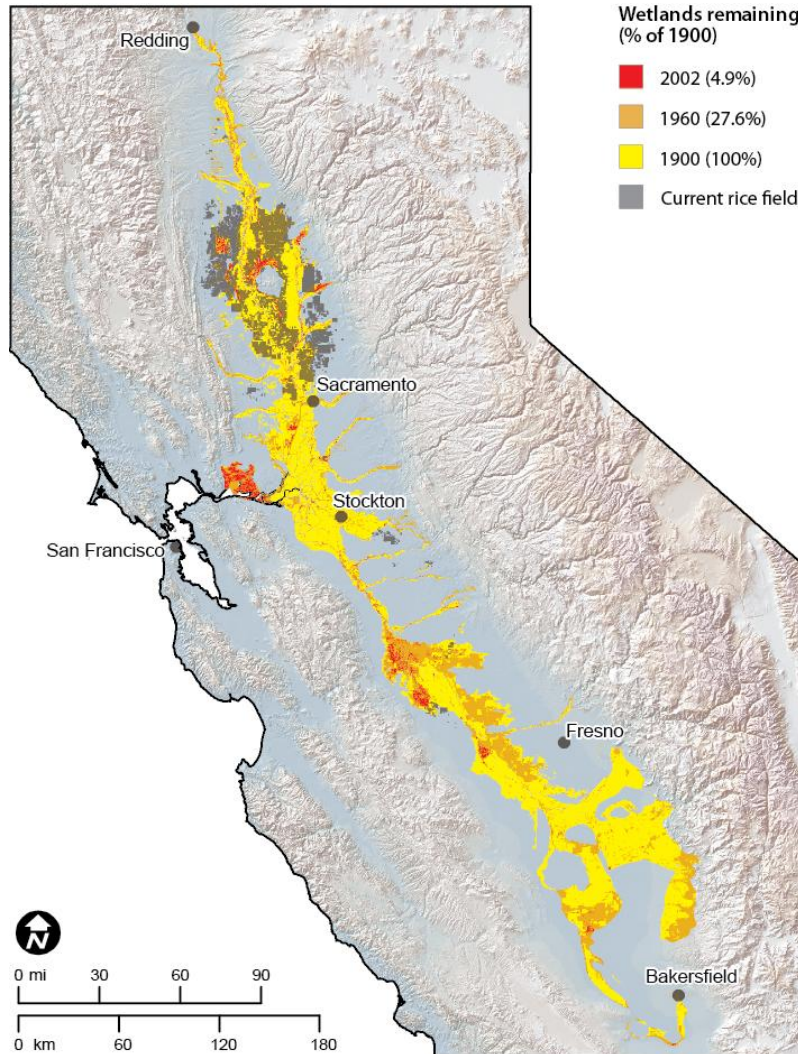 Wetlands remaining
(% of 1900)
2002 (4.9%)
1960 (27.6%)
1900 (100%)
Current rice field
Redding
Sacramento
Stockton
San Francisco
Fresno
Bakersfield
N
0 mi 30 60 90
0 km 60 120 180